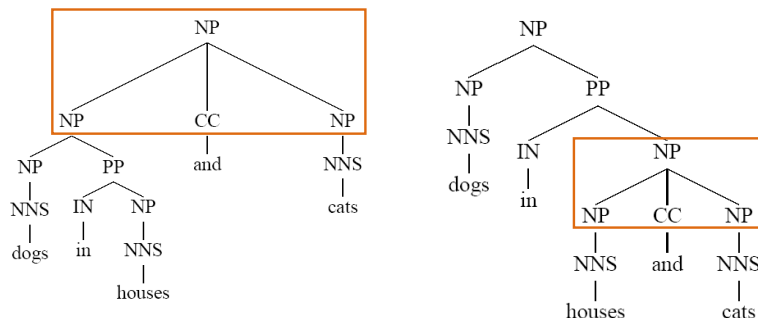 NP
NP CC NP
NP PP and NNS
NNS IN NP cats
dogs in NNS
houses
NP
NP PP
NNS IN NP
dogs in NP CC NP
NNS and NNS
houses cats